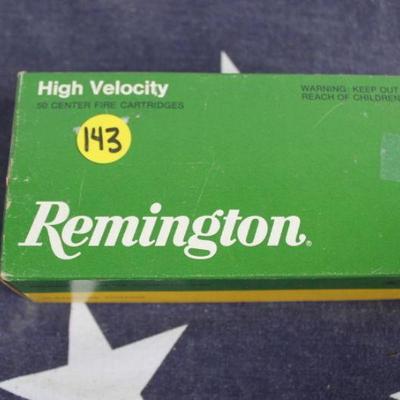 High Velocity
50 CENTER FIRE CARTRIDGES
WARNING: KEEP OUT
REACH OF CHILDREN
143
Remington®